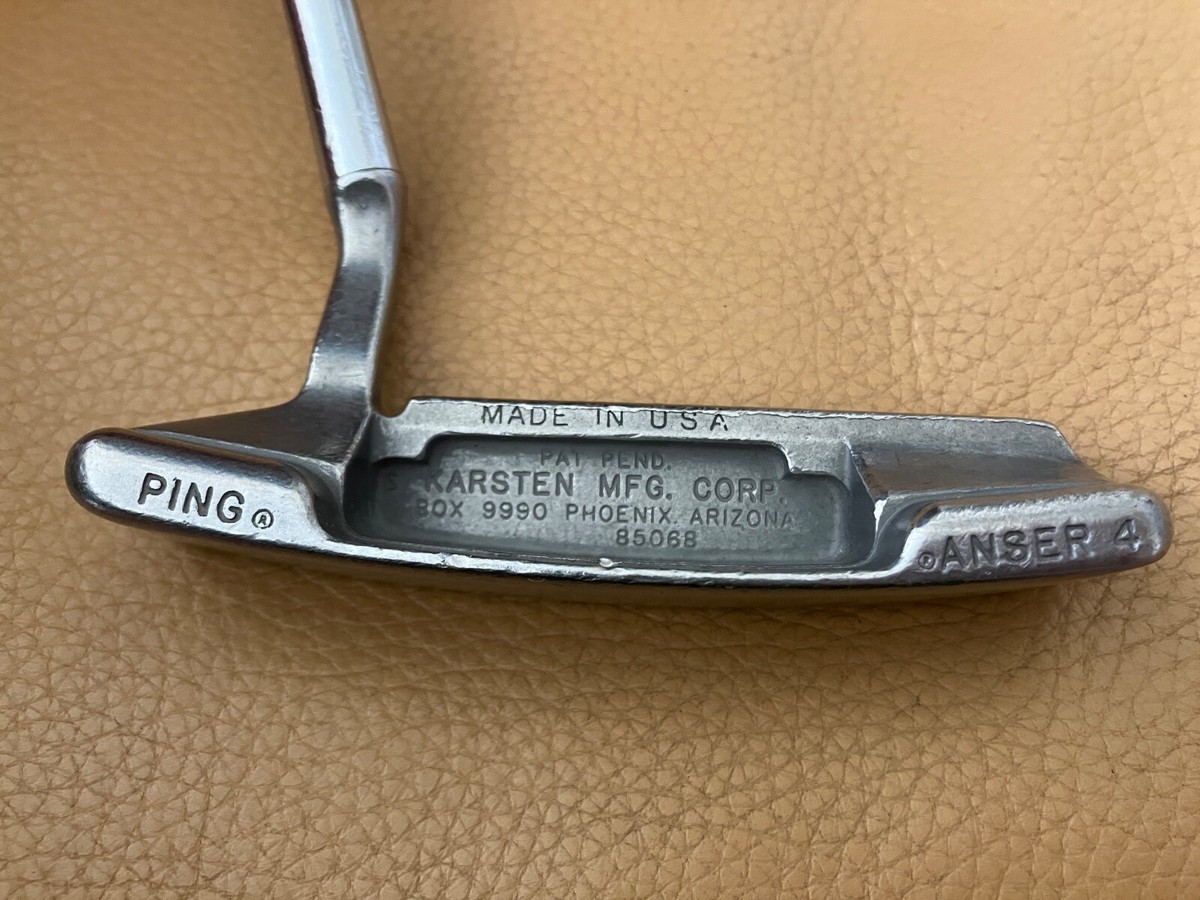 MADE IN USA
PAT PEND.
KARSTEN MFG. CORP.
BOX 9990 PHOENIX. ARIZONA
85068
PING®
®ANSER 4